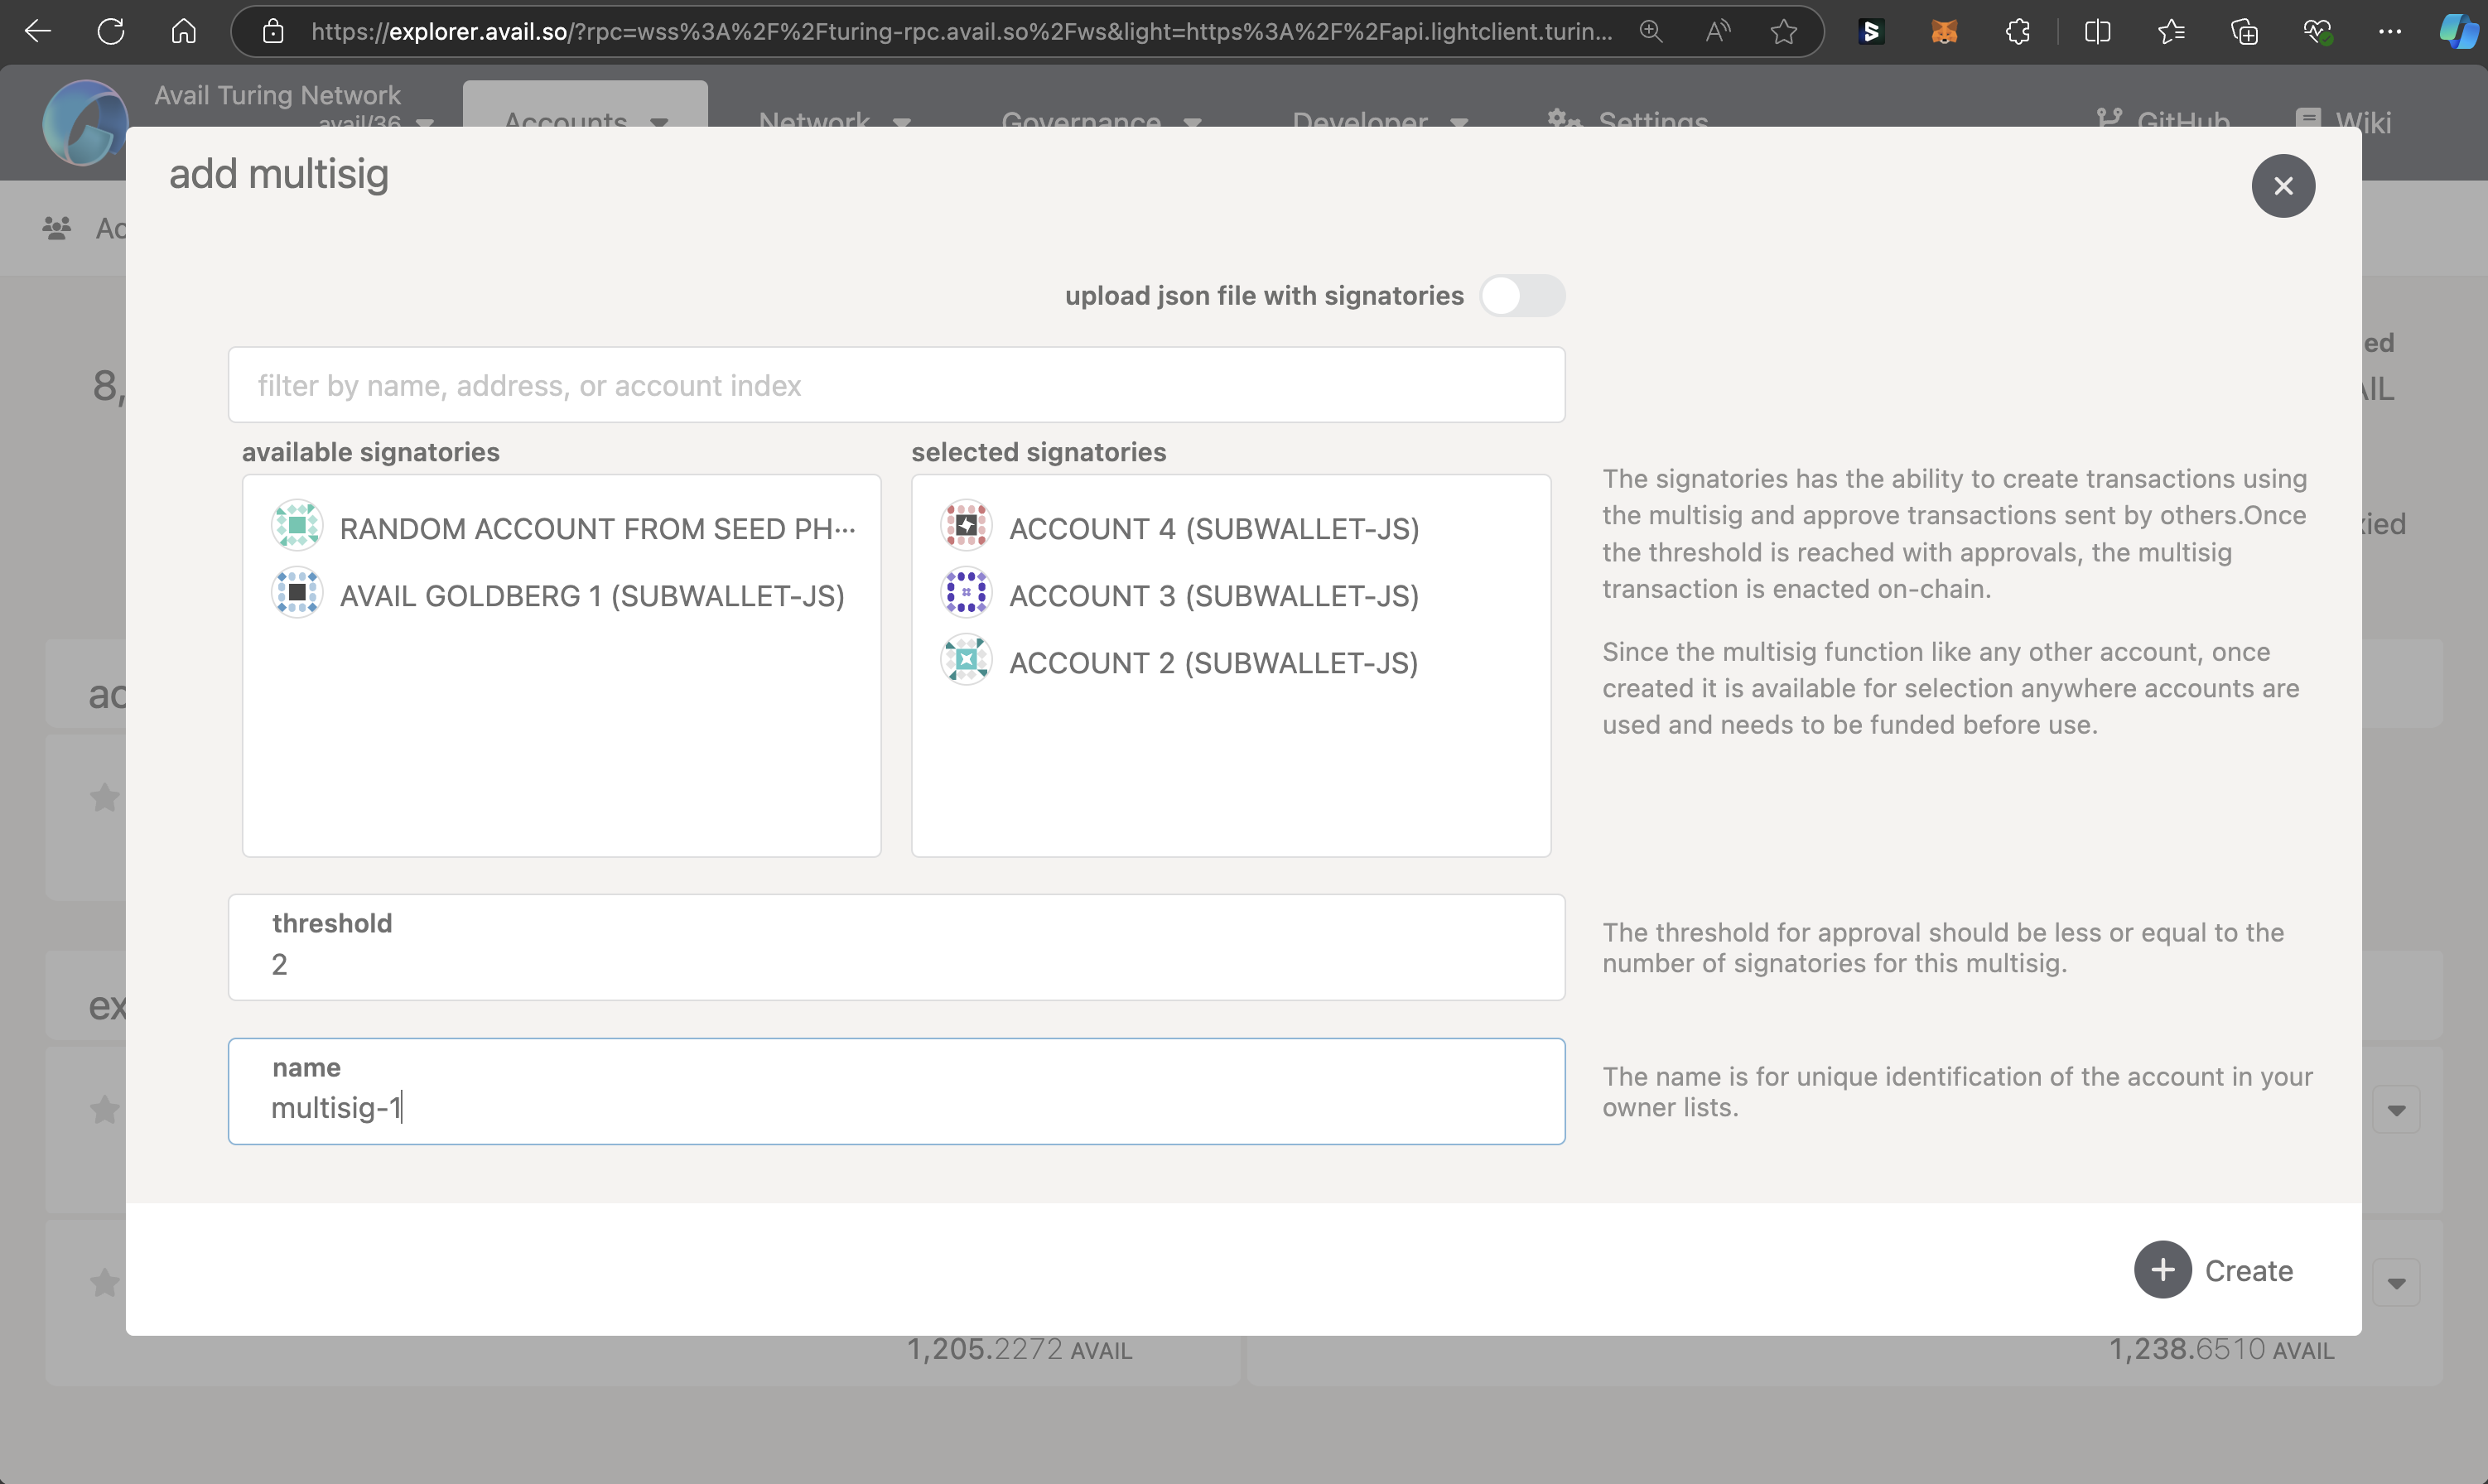 https://explorer.avail.so/?rpc=wss%3A%2F%2Fturing-rpc.avail.so%2Fws&light=https%3A%2F%2Fapi.lightclient.turin...
Avail Turing Network
avail/36
Accounts
Network
Governance
Developer
Settings
GitHub
Wiki
add multisig
Ac
upload json file with signatories
ed
8,
filter by name, address, or account index
AIL
available signatories
selected signatories
RANDOM ACCOUNT FROM SEED PH...
AVAIL GOLDBERG 1 (SUBWALLET-JS)
ACCOUNT 4 (SUBWALLET-JS)
ACCOUNT 3 (SUBWALLET-JS)
ACCOUNT 2 (SUBWALLET-JS)
The signatories has the ability to create transactions using
the multisig and approve transactions sent by others.Once
the threshold is reached with approvals, the multisig
transaction is enacted on-chain.
xied
Since the multisig function like any other account, once
created it is available for selection anywhere accounts are
used and needs to be funded before use.
ac
threshold
2
The threshold for approval should be less or equal to the
number of signatories for this multisig.
ex
name
multisig-1
The name is for unique identification of the account in your
owner lists.
Create
1,205.2272 AVAIL
1,238.6510 AVAIL